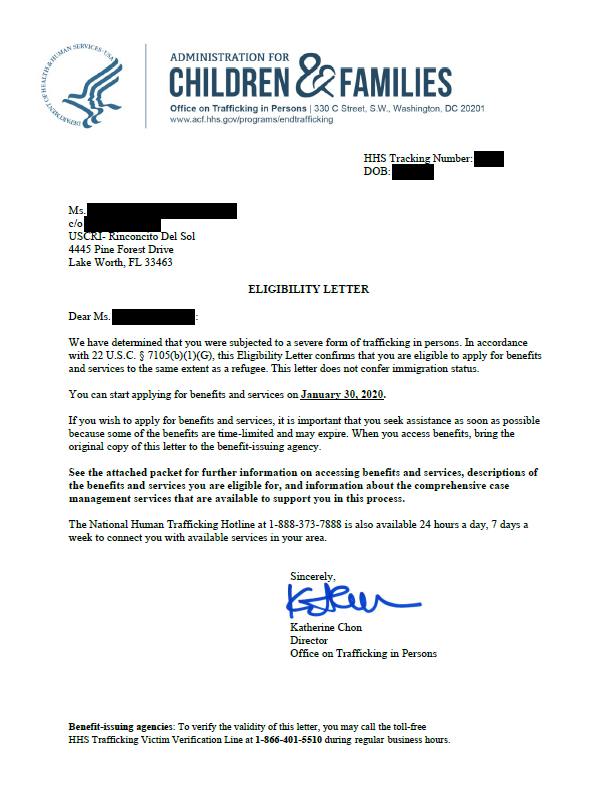 DEPARTMENT OF HEALTH & HUMAN SERVICES • USA
ADMINISTRATION FOR
CHILDREN & FAMILIES
Office on Trafficking in Persons | 330 C Street, S.W., Washington, DC 20201
www.acf.hhs.gov/programs/endtrafficking
HHS Tracking Number:
DOB:
Ms.
c/o
USCRI- Rinconcito Del Sol
4445 Pine Forest Drive
Lake Worth, FL 33463
ELIGIBILITY LETTER
Dear Ms. :
We have determined that you were subjected to a severe form of trafficking in persons. In accordance
with 22 U.S.C. § 7105(b)(1)(G), this Eligibility Letter confirms that you are eligible to apply for benefits
and services to the same extent as a refugee. This letter does not confer immigration status.
You can start applying for benefits and services on January 30, 2020.
If you wish to apply for benefits and services, it is important that you seek assistance as soon as possible
because some of the benefits are time-limited and may expire. When you access benefits, bring the
original copy of this letter to the benefit-issuing agency.
See the attached packet for further information on accessing benefits and services, descriptions of
the benefits and services you are eligible for, and information about the comprehensive case
management services that are available to support you in this process.
The National Human Trafficking Hotline at 1-888-373-7888 is also available 24 hours a day, 7 days a
week to connect you with available services in your area.
Sincerely,
Katherine Chon
Director
Office on Trafficking in Persons
Benefit-issuing agencies: To verify the validity of this letter, you may call the toll-free
HHS Trafficking Victim Verification Line at 1-866-401-5510 during regular business hours.